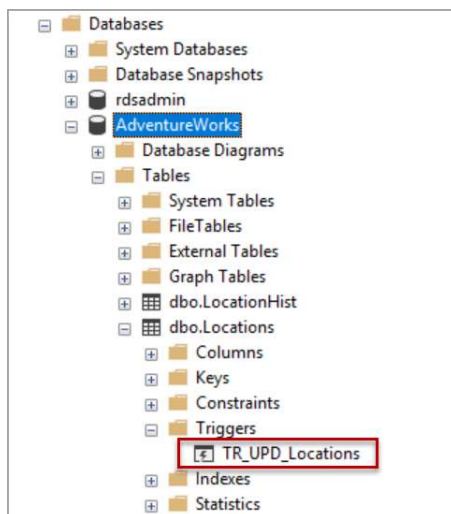 Databases
System Databases
Database Snapshots
rdsadmin
AdventureWorks
Database Diagrams
Tables
System Tables
FileTables
External Tables
Graph Tables
dbo.LocationHist
dbo.Locations
Columns
Keys
Constraints
Triggers
TR_UPD_Locations
Indexes
Statistics